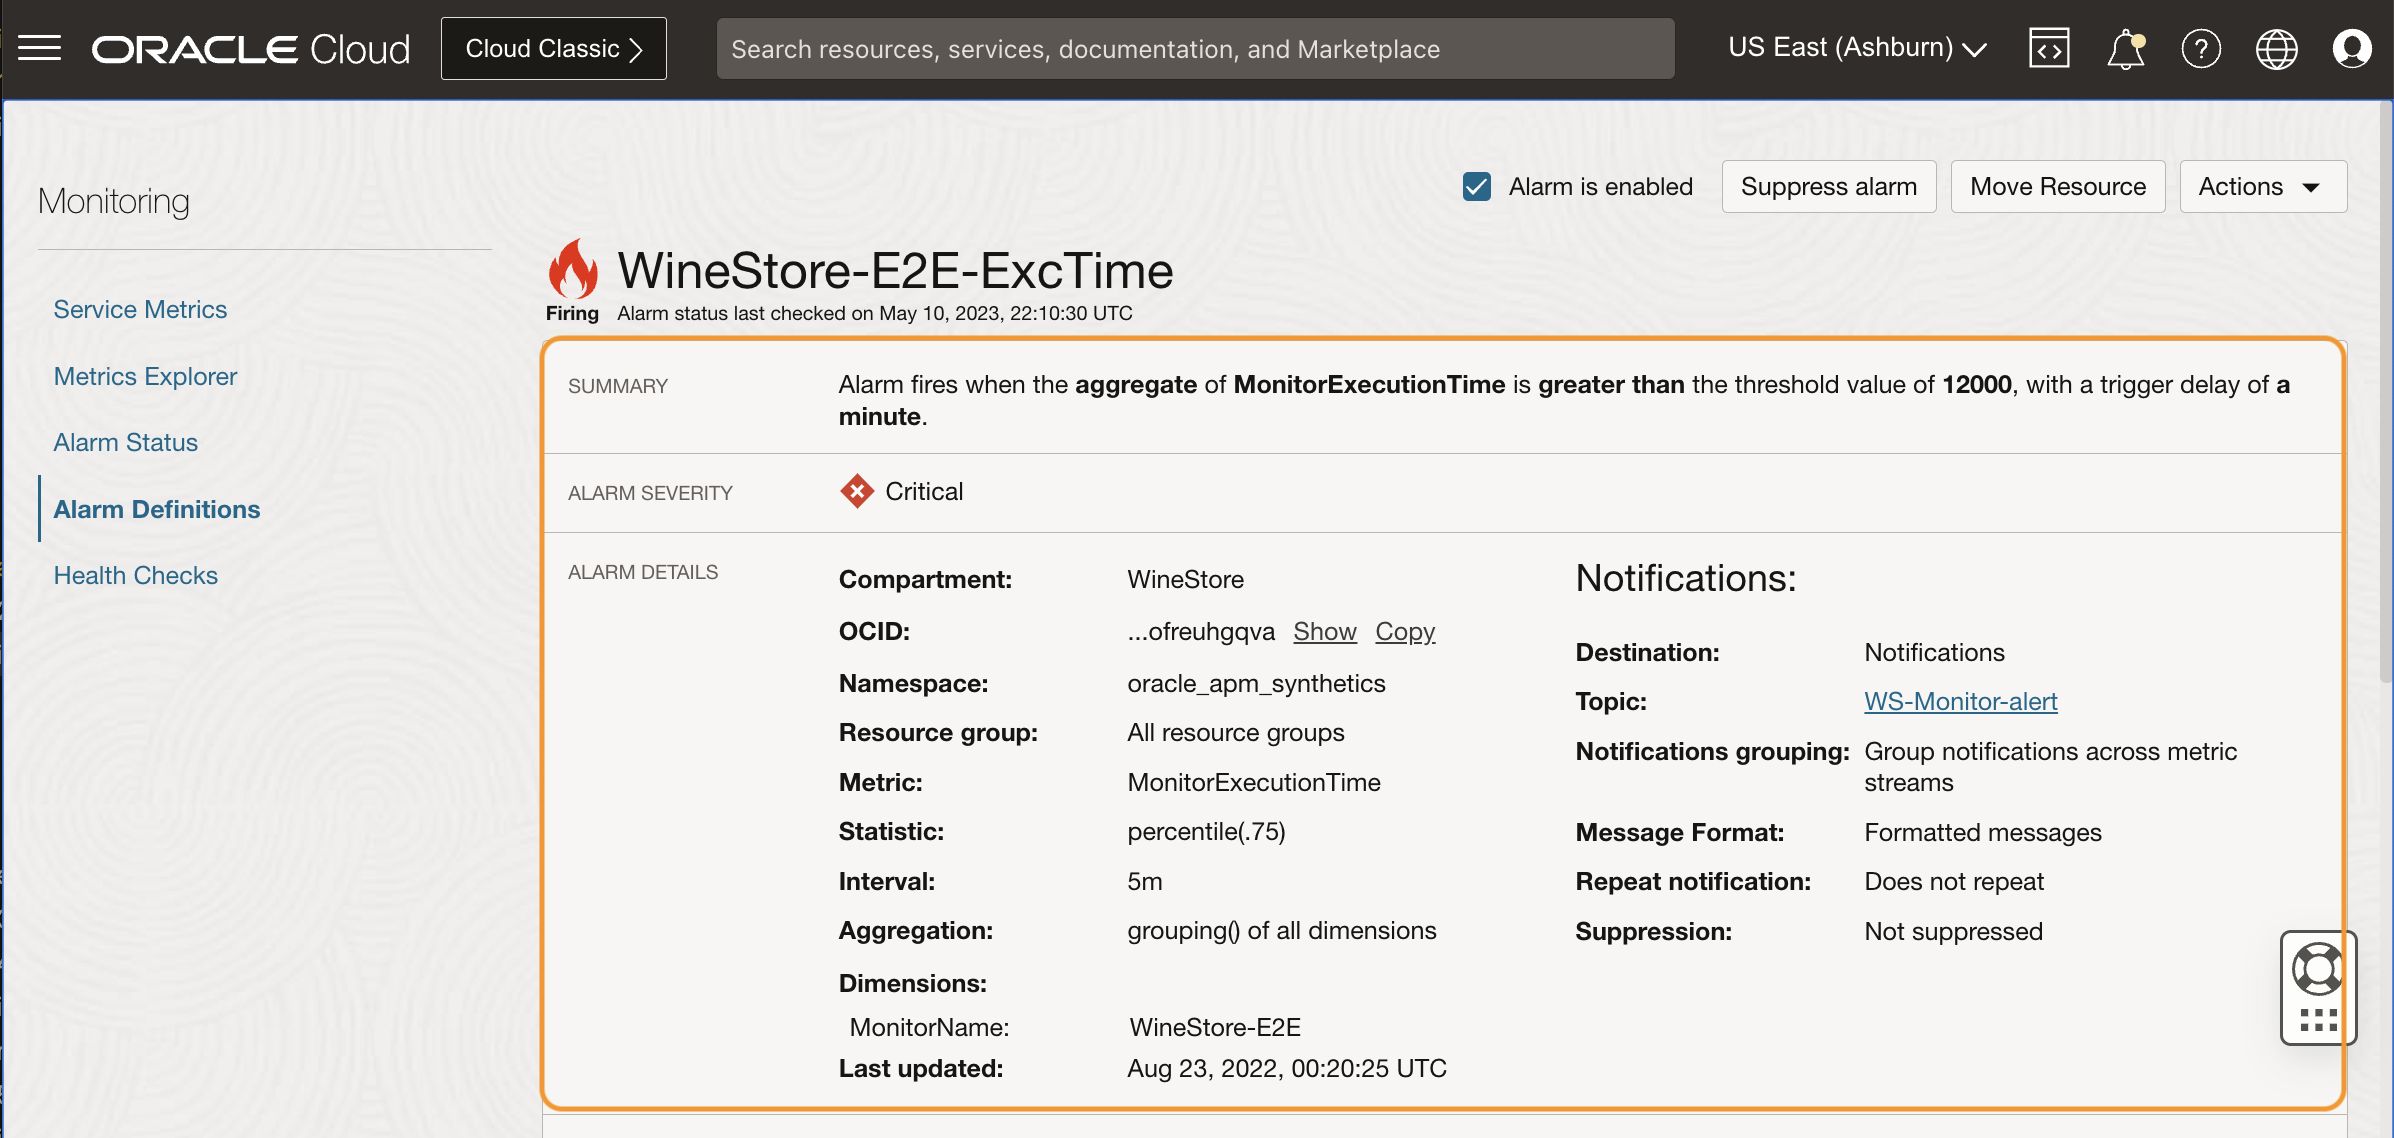 ORACLE Cloud
Cloud Classic
Search resources, services, documentation, and Marketplace
US East (Ashburn)
Monitoring
Service Metrics
Metrics Explorer
Alarm Status
Alarm Definitions
Health Checks
Alarm is enabled
Suppress alarm
Move Resource
Actions
WineStore-E2E-ExcTime
Firing Alarm status last checked on May 10, 2023, 22:10:30 UTC
SUMMARY
Alarm fires when the aggregate of MonitorExecutionTime is greater than the threshold value of 12000, with a trigger delay of a
minute.
ALARM SEVERITY
Critical
ALARM DETAILS
Compartment: WineStore
OCID: ...ofreuhgqva Show Copy
Namespace: oracle_apm_synthetics
Resource group: All resource groups
Metric: MonitorExecutionTime
Statistic: percentile(.75)
Interval: 5m
Aggregation: grouping() of all dimensions
Dimensions:
MonitorName: WineStore-E2E
Last updated: Aug 23, 2022, 00:20:25 UTC
Notifications:
Destination: Notifications
Topic: WS-Monitor-alert
Notifications grouping: Group notifications across metric
streams
Message Format: Formatted messages
Repeat notification: Does not repeat
Suppression: Not suppressed